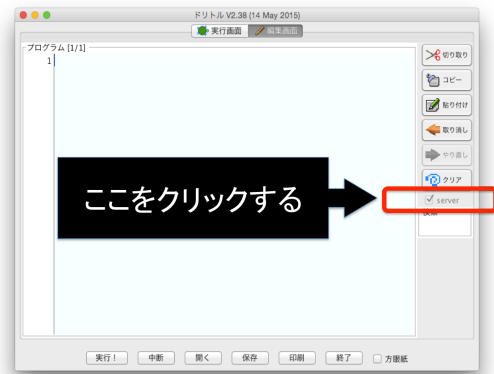 ドリトル V2.38 (14 May 2015)
実行画面 編集画面
プログラム [1/1]
1
切り取り
コピー
貼り付け
取り消し
やり直し
クリア
ここをクリックする
server
実行！ 中断 開く 保存 印刷 終了 方眼紙